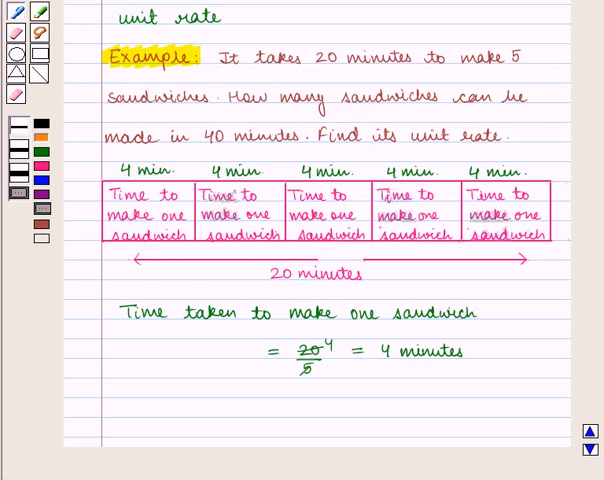 unit rate
Example: It takes 20 minutes to make 5
sandwiches. How many sandwiches can be
made in 40 minutes. Find its unit rate.
4 min. 4 min. 4 min. 4 min. 4 min.
Time to Time to Time to Time to Time to
make one make one make one make one make one
sandwich sandwich sandwich sandwich sandwich
20 minutes
Time taken to make one sandwich
= 20 4 = 4 minutes
5